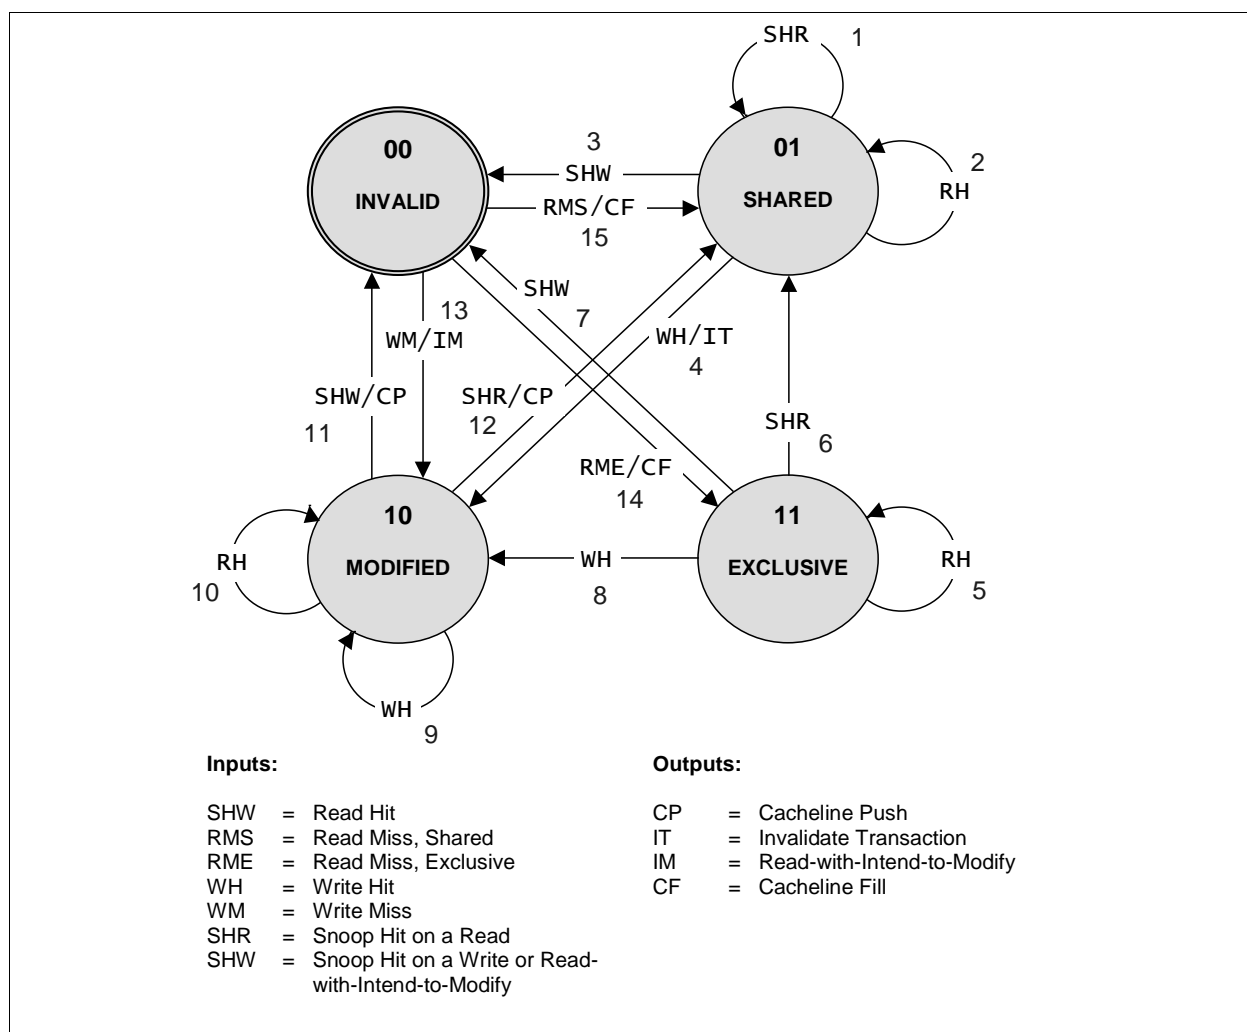 SHR 1
00
INVALID
3
SHW
RMS/CF
15
01
SHARED
2
RH
13
WM/IM
SHW
7
WH/IT
4
SHW/CP
11
SHR/CP
12
SHR
6
RME/CF
14
10
MODIFIED
11
EXCLUSIVE
RH
10
WH
8
RH
5
WH
9
Inputs:
SHW = Read Hit
RMS = Read Miss, Shared
RME = Read Miss, Exclusive
WH = Write Hit
WM = Write Miss
SHR = Snoop Hit on a Read
SHW = Snoop Hit on a Write or Read-
with-Intend-to-Modify
Outputs:
CP = Cacheline Push
IT = Invalidate Transaction
IM = Read-with-Intend-to-Modify
CF = Cacheline Fill